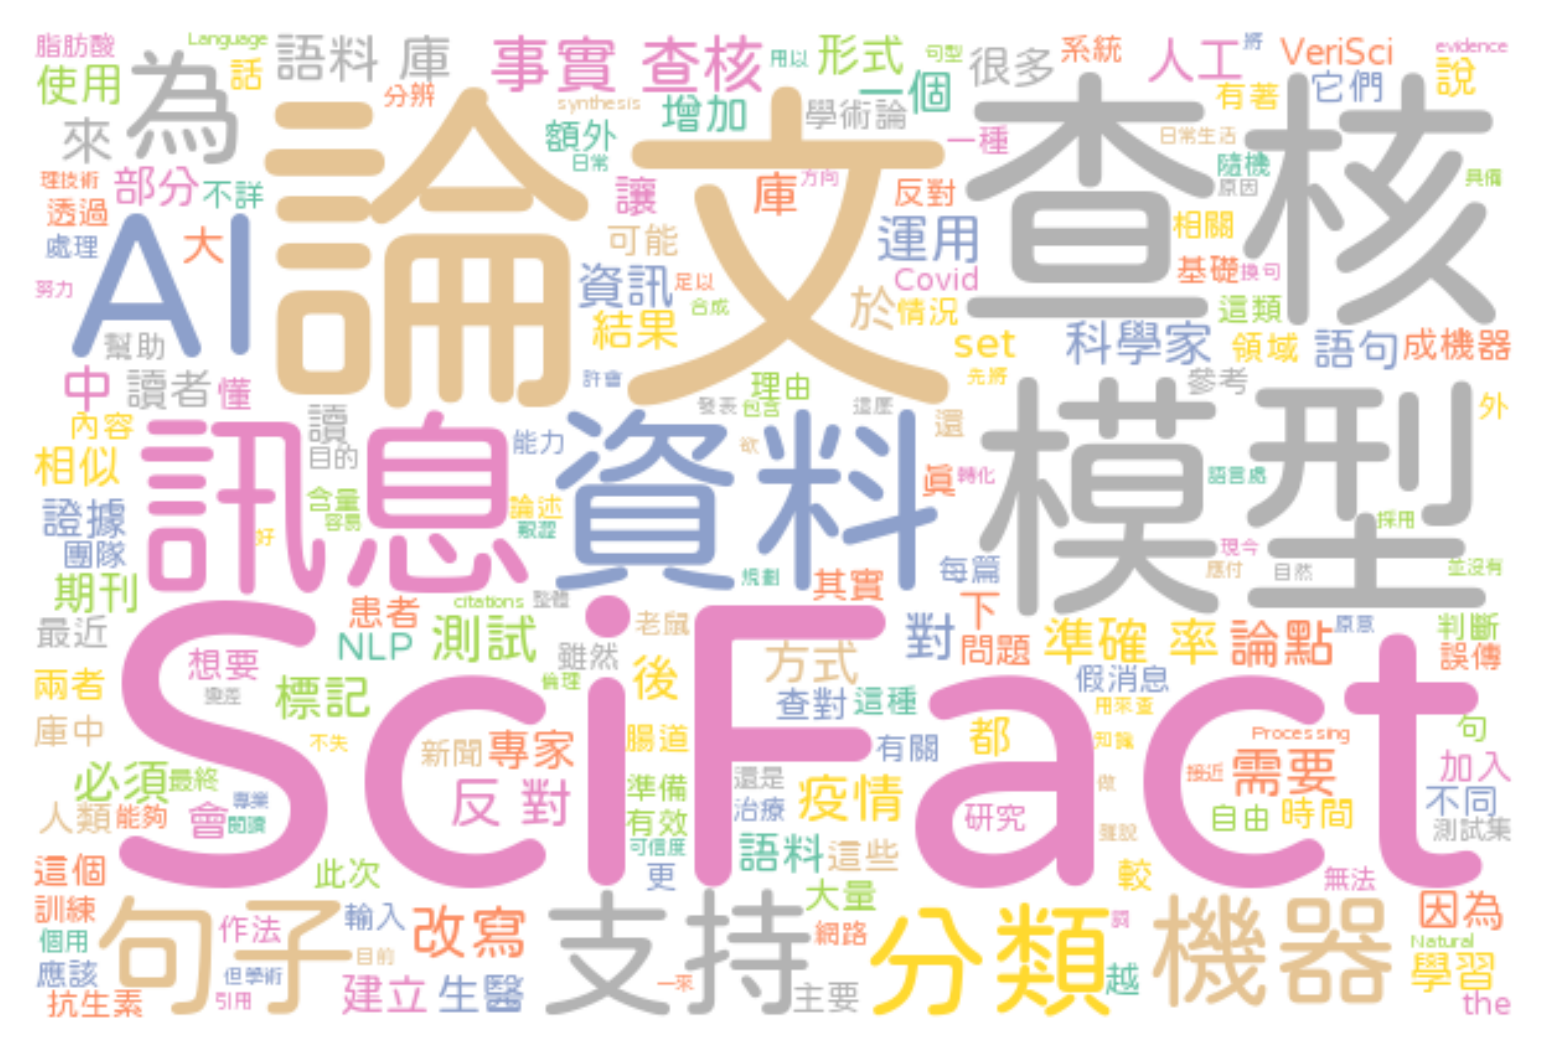 脂肪酸
Language
語料 庫
事實 查核
用以
形式
句型
很多
系統
人工
將
VeriSci
evidence
使用
為
話
分辨
synthesis
額外
增加
學術論
一個
有著
它們
說
來
論文
查核
日常
一種
日常生活
隨機
原因
具備
理技術
部分
不詳
讓
庫
方向
反對
透過
處理
AI
大
可能
運用
相關
努力
資訊
足以
Covid
基礎
換句
合成
結果
於
情況
這類
幫助
set
科學家
領域
語句
成機器
中
讀者
懂
許會
理由
先將
參考
模型
內容
訊息
讀
目的
資料
發表
包含
這麼
還
外
相似
能力
欲
真
轉化
語言處
證據
含量
容易
論述
艱澀
採用
團隊
好
規劃
其實
每篇
現今
應付
自然
並沒有
期刊
患者
citations
整體
下
最近
SciFact
NLP
測試
老鼠
對
問題
準確 率
論點
原意
判斷
誤傳
想要
雖然
方式
假消息
兩者
變差
標記
倫理
後
查對
這種
用來查
庫中
不失
新聞
專家
腸道
有關
都
知識
Processing
句
必須
最終
反 對
準備
還是
疫情
做
接近
需要
加入
人類
能夠
會
專業
閱讀
有效
治療
研究
自由
時間
不同
測試集
可信度
語料
這些
雖說
這個
此次
更
大量
較
無法
訓練
句子
作法
輸入
改寫
支持
網路
分類
詞
機器
因為
個用
目前
Natural
應該
但學術
建立
生醫
一來
越
學習
抗生素
引用
主要
the